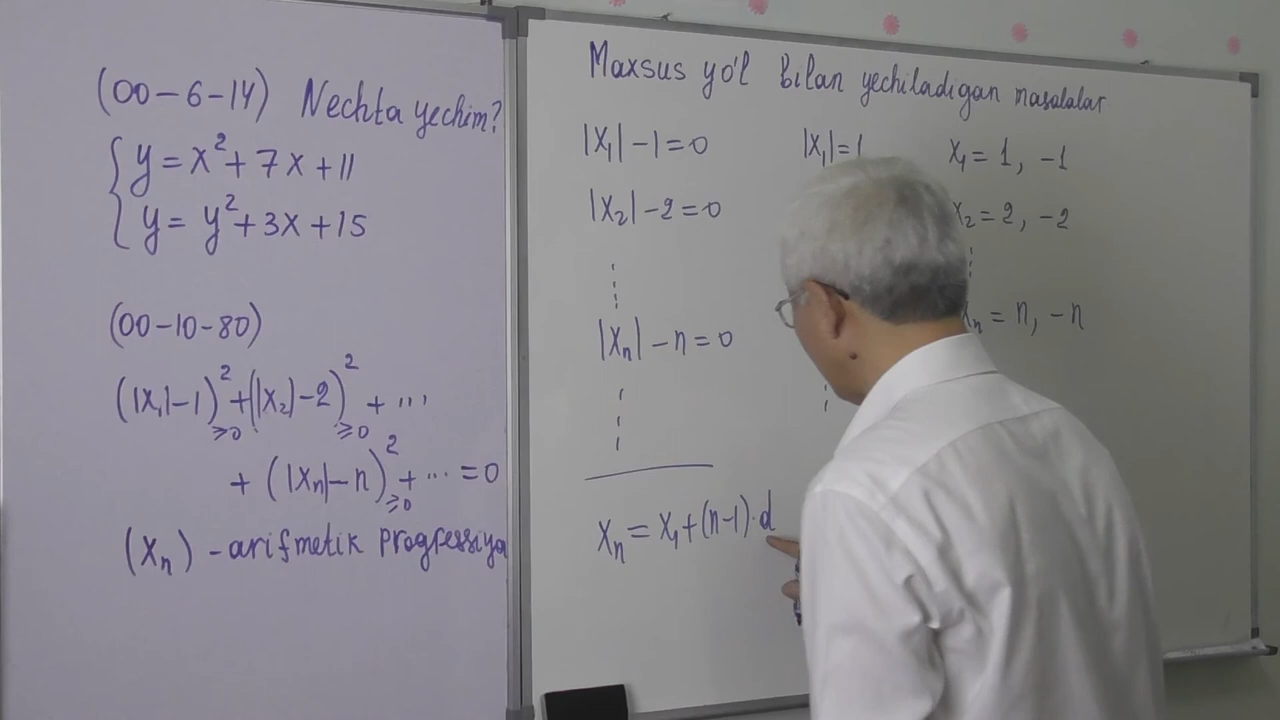 (00-6-14) Nechta yechim?
y = x² + 7x + 11
y = y² + 3x + 15
(00-10-80)
(|x₁|-1)² + (|x₂|-2)² + ...
≥0 ≥0
+ (|xₙ|-n)² + ... = 0
≥0
(xₙ) - arifmetik progressiya
Maxsus yo'l bilan yechiladigan masalalar
|x₁| - 1 = 0 |x₁| = 1 x₁ = 1, -1
|x₂| - 2 = 0 x₂ = 2, -2
|xₙ| - n = 0 xₙ = n, -n
xₙ = x₁ + (n-1)·d